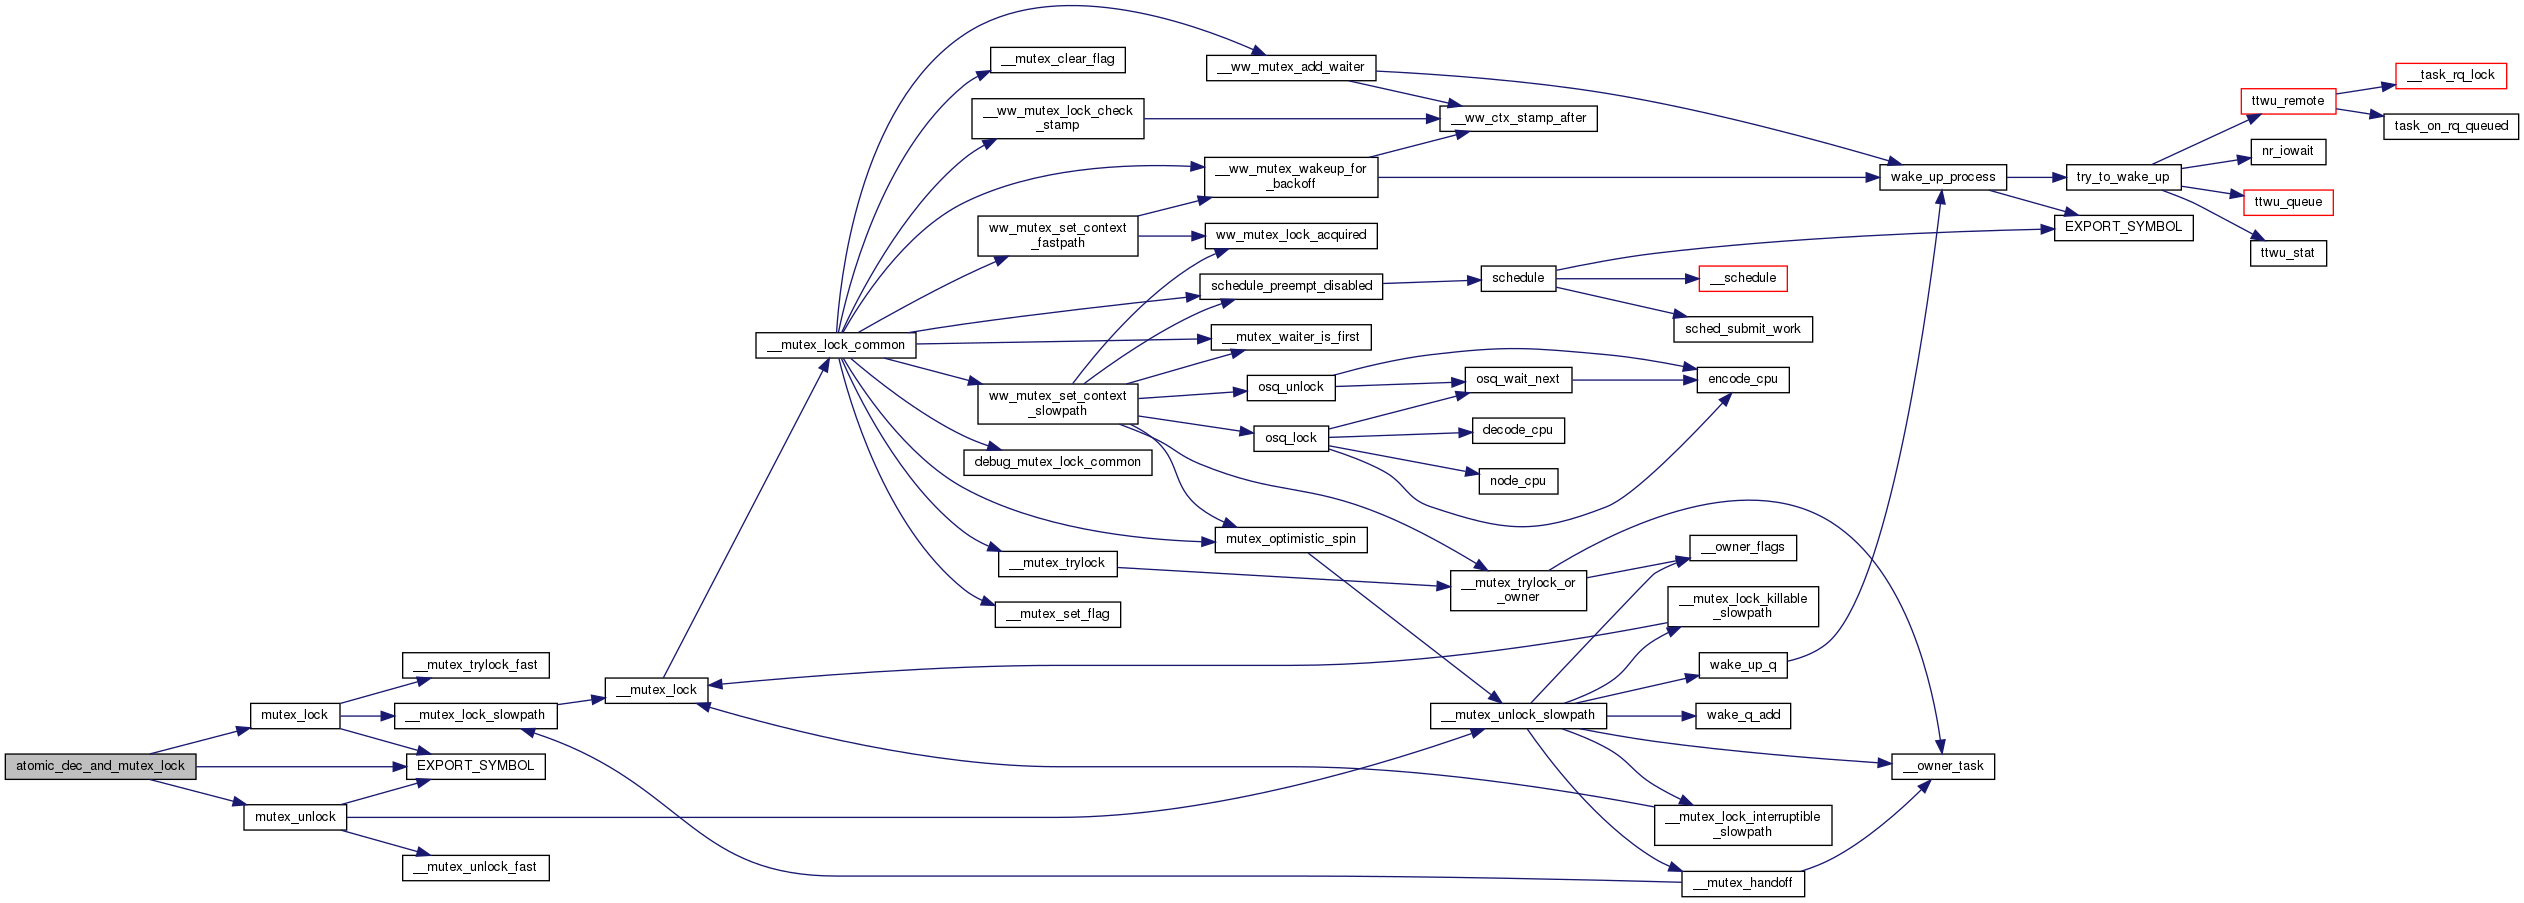 __mutex_clear_flag
__ww_mutex_add_waiter
__task_rq_lock
ttwu_remote
__ww_mutex_lock_check
_stamp
__ww_ctx_stamp_after
task_on_rq_queued
nr_iowait
__ww_mutex_wakeup_for
_backoff
wake_up_process
try_to_wake_up
ttwu_queue
ww_mutex_set_context
_fastpath
ww_mutex_lock_acquired
EXPORT_SYMBOL
ttwu_stat
schedule_preempt_disabled
schedule
__schedule
sched_submit_work
__mutex_lock_common
__mutex_waiter_is_first
osq_unlock
osq_wait_next
encode_cpu
ww_mutex_set_context
_slowpath
osq_lock
decode_cpu
debug_mutex_lock_common
node_cpu
mutex_optimistic_spin
__owner_flags
__mutex_trylock
__mutex_trylock_or
_owner
__mutex_lock_killable
_slowpath
__mutex_set_flag
__mutex_trylock_fast
wake_up_q
__mutex_lock
mutex_lock
__mutex_lock_slowpath
__mutex_unlock_slowpath
wake_q_add
atomic_dec_and_mutex_lock
EXPORT_SYMBOL
__owner_task
mutex_unlock
__mutex_lock_interruptible
_slowpath
__mutex_unlock_fast
__mutex_handoff